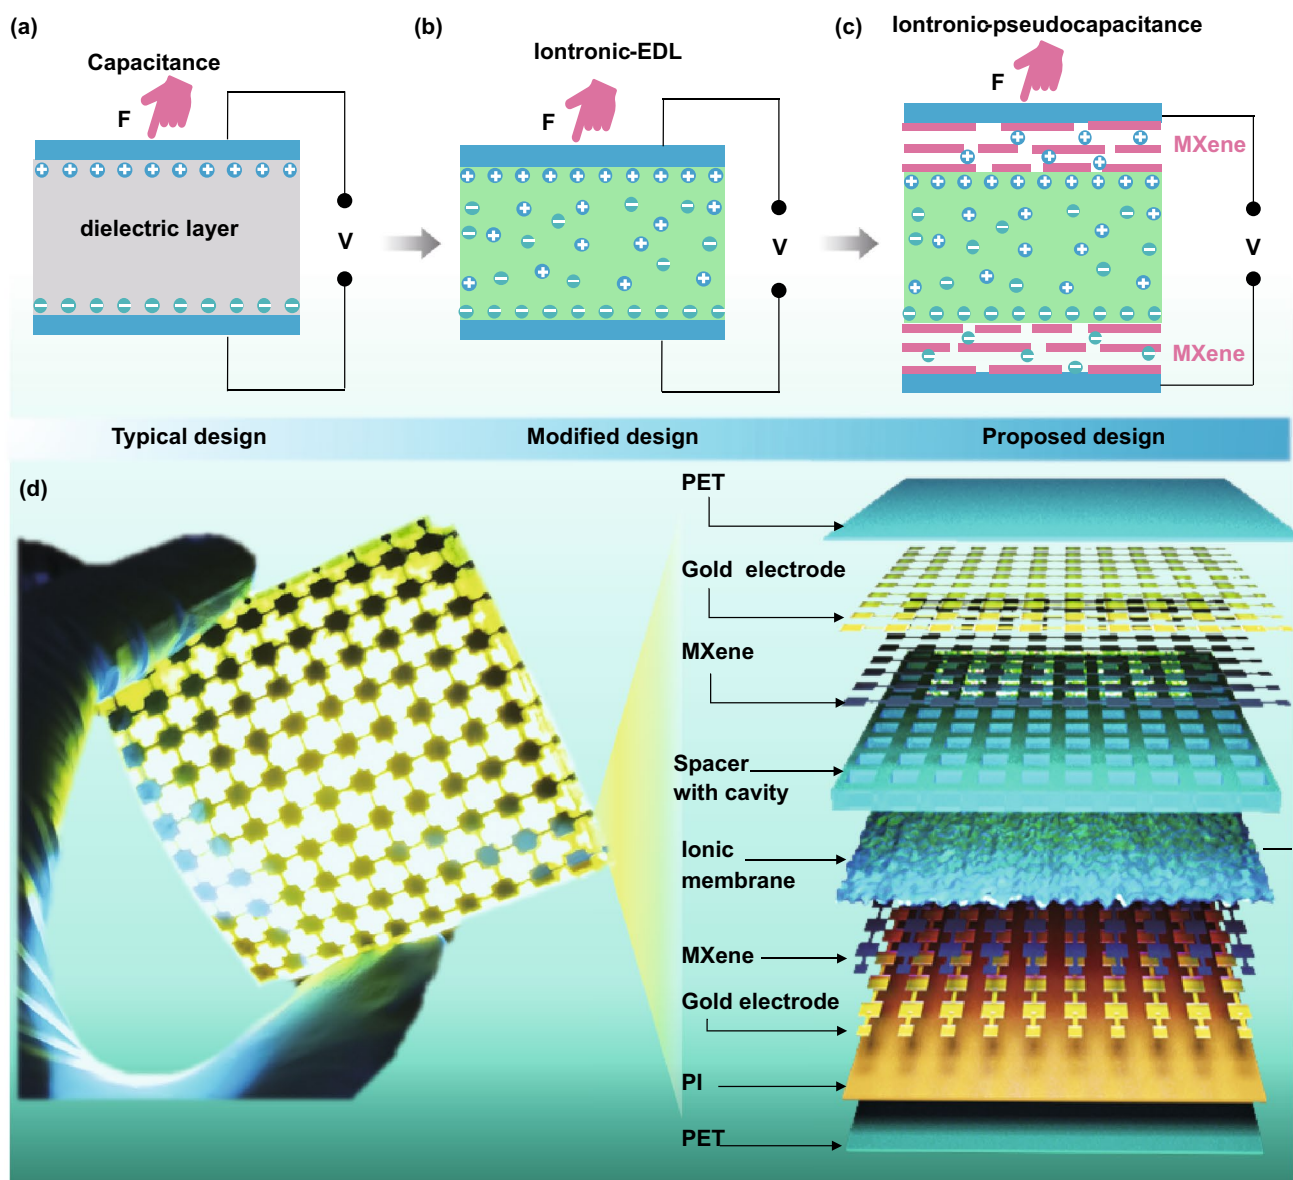 (a)
Capacitance
F
dielectric layer
V
(b)
Iontronic-EDL
F
V
(c)
Iontronic-pseudocapacitance
F
MXene
V
MXene
Typical design
Modified design
Proposed design
(d)
PET
Gold electrode
MXene
Spacer
with cavity
Ionic
membrane
MXene
Gold electrode
PI
PET